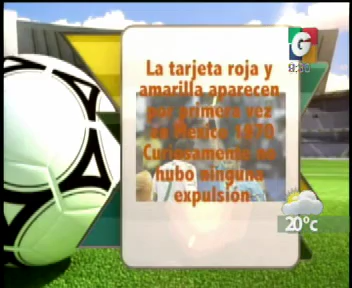 La tarjeta roja y
amarilla aparecen
por primera vez
en Mexico 1970
Curiosamente no
hubo ninguna
expulsión
G
20°c